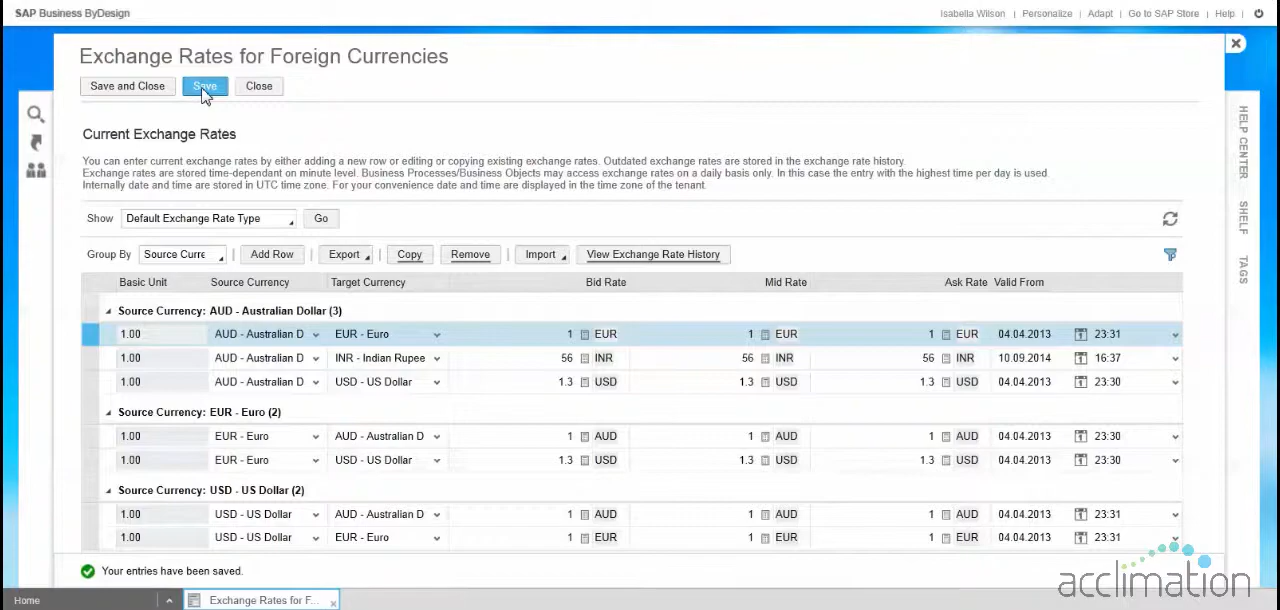 SAP Business ByDesign
Isabella Wilson | Personalize | Adapt | Go to SAP Store | Help |
Exchange Rates for Foreign Currencies
Save and Close Save Close
Current Exchange Rates
You can enter current exchange rates by either adding a new row or editing or copying existing exchange rates. Outdated exchange rates are stored in the exchange rate history.
Exchange rates are stored time-dependant on minute level. Business Processes/Business Objects may access exchange rates on a daily basis only. In this case the entry with the highest time per day is used.
Internally date and time are stored in UTC time zone. For your convenience date and time are displayed in the time zone of the tenant.
Show Default Exchange Rate Type Go
Group By Source Curre | Add Row | Export | Copy Remove | Import View Exchange Rate History
Basic Unit Source Currency Target Currency Bid Rate Mid Rate Ask Rate Valid From
Source Currency: AUD - Australian Dollar (3)
1.00 AUD - Australian D EUR - Euro 1 EUR 1 EUR 1 EUR 04.04.2013 23:31
1.00 AUD - Australian D INR - Indian Rupee 56 INR 56 INR 56 INR 10.09.2014 16:37
1.00 AUD - Australian D USD - US Dollar 1.3 USD 1.3 USD 1.3 USD 04.04.2013 23:30
Source Currency: EUR - Euro (2)
1.00 EUR - Euro AUD - Australian D 1 AUD 1 AUD 1 AUD 04.04.2013 23:30
1.00 EUR - Euro USD - US Dollar 1.3 USD 1.3 USD 1.3 USD 04.04.2013 23:30
Source Currency: USD - US Dollar (2)
1.00 USD - US Dollar AUD - Australian D 1 AUD 1 AUD 1 AUD 04.04.2013 23:31
1.00 USD - US Dollar EUR - Euro 1 EUR 1 EUR 1 EUR 04.04.2013 23:31
Your entries have been saved.
HELP CENTER
SHELF
TAGS
acclimation
Home Exchange Rates for F...